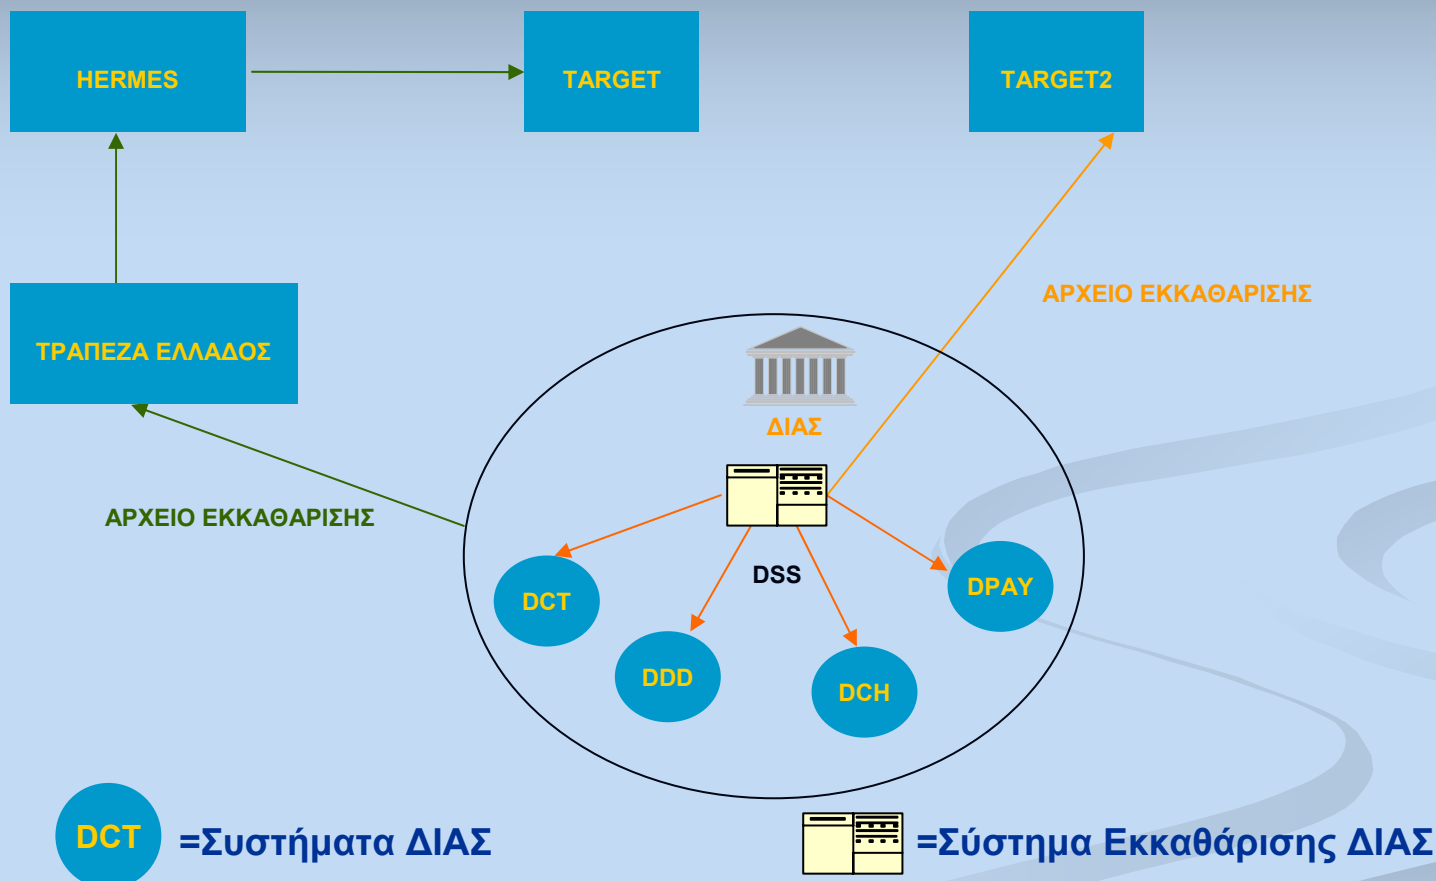 HERMES
TARGET
TARGET2
ΑΡΧΕΙΟ ΕΚΚΑΘΑΡΙΣΗΣ
ΤΡΑΠΕΖΑ ΕΛΛΑΔΟΣ
ΔΙΑΣ
ΑΡΧΕΙΟ ΕΚΚΑΘΑΡΙΣΗΣ
DSS
DCT
DPAY
DDD
DCH
DCT
=Συστήματα ΔΙΑΣ
=Σύστημα Εκκαθάρισης ΔΙΑΣ